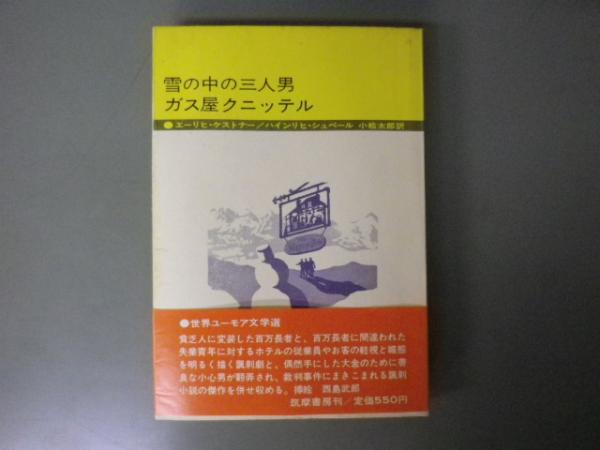 雪の中の三人男
ガス屋クニッテル
●エーリヒ・ケストナー/ハインリヒ・シュペール 小松太郎訳
●世界ユーモア文学選
貧乏人に変装した百万長者と、百万長者に間違われた
失業青年に対するホテルの従業員やお客の軽視と媚態
を明るく描く諷刺劇と、偶然手にした大金のために善
良な小心男が翻弄され、裁判事件にまきこまれる諷刺
小説の傑作を併せ収める。挿絵 西島武郎
筑摩書房刊/定価550円